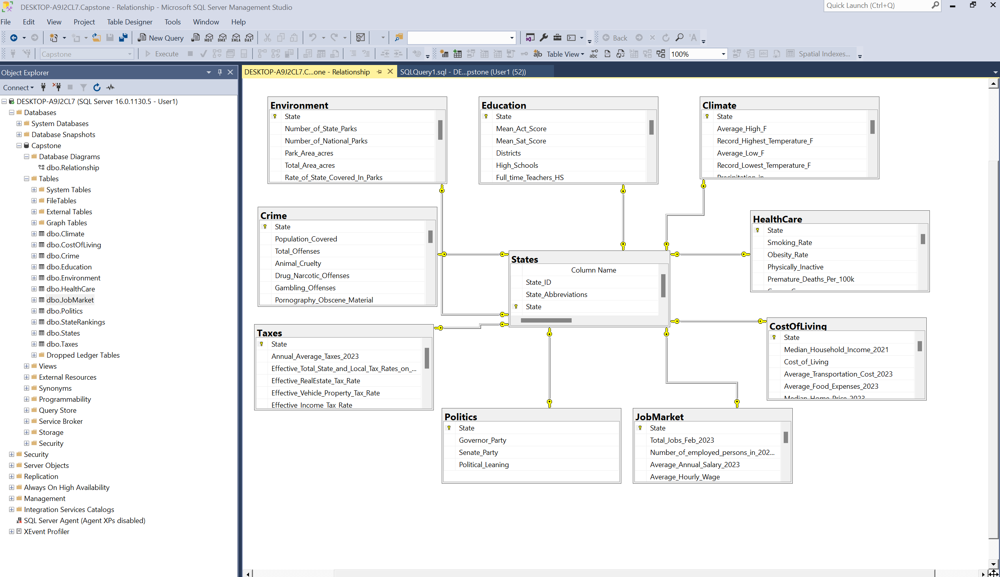 DESKTOP-A9J2CL7.Capstone - Relationship - Microsoft SQL Server Management Studio
Quick Launch (Ctrl+Q)
File Edit View Project Table Designer Tools Window Help
New Query MDX DMX XMLA DAX Back
Capstone Execute Table View 100% Spatial Indexes...
Object Explorer
DESKTOP-A9J2CL7.C...one - Relationship
SQLQuery1.sql - DE...pstone (User1 (52))
Connect
DESKTOP-A9J2CL7 (SQL Server 16.0.1130.5 - User1)
Databases
System Databases
Database Snapshots
Capstone
Database Diagrams
dbo.Relationship
Tables
System Tables
FileTables
External Tables
Graph Tables
dbo.Climate
dbo.CostOfLiving
dbo.Crime
dbo.Education
dbo.Environment
dbo.HealthCare
dbo.JobMarket
dbo.Politics
dbo.StateRankings
dbo.States
dbo.Taxes
Dropped Ledger Tables
Views
External Resources
Synonyms
Programmability
Query Store
Service Broker
Storage
Security
Security
Server Objects
Replication
Always On High Availability
Management
Integration Services Catalogs
SQL Server Agent (Agent XPs disabled)
XEvent Profiler
Environment
State
Number_of_State_Parks
Number_of_National_Parks
Park_Area_acres
Total_Area_acres
Rate_of_State_Covered_In_Parks
Education
State
Mean_Act_Score
Mean_Sat_Score
Districts
High_Schools
Full_time_Teachers_HS
Climate
State
Average_High_F
Record_Highest_Temperature_F
Average_Low_F
Record_Lowest_Temperature_F
Precipitation_in
Crime
State
Population_Covered
Total_Offenses
Animal_Cruelty
Drug_Narcotic_Offenses
Gambling_Offenses
Pornography_Obscene_Material
HealthCare
State
Smoking_Rate
Obesity_Rate
Physically_Inactive
Premature_Deaths_Per_100k
States
Column Name
State_ID
State_Abbreviations
State
Taxes
State
Annual_Average_Taxes_2023
Effective_Total_State_and_Local_Tax_Rates_on_...
Effective_RealEstate_Tax_Rate
Effective_Vehicle_Property_Tax_Rate
Effective_Income_Tax_Rate
CostOfLiving
State
Median_Household_Income_2021
Cost_of_Living
Average_Transportation_Cost_2023
Average_Food_Expenses_2023
Median_Home_Price_2023
Politics
State
Governor_Party
Senate_Party
Political_Leaning
JobMarket
State
Total_Jobs_Feb_2023
Number_of_employed_persons_in_202...
Average_Annual_Salary_2023
Average_Hourly_Wage